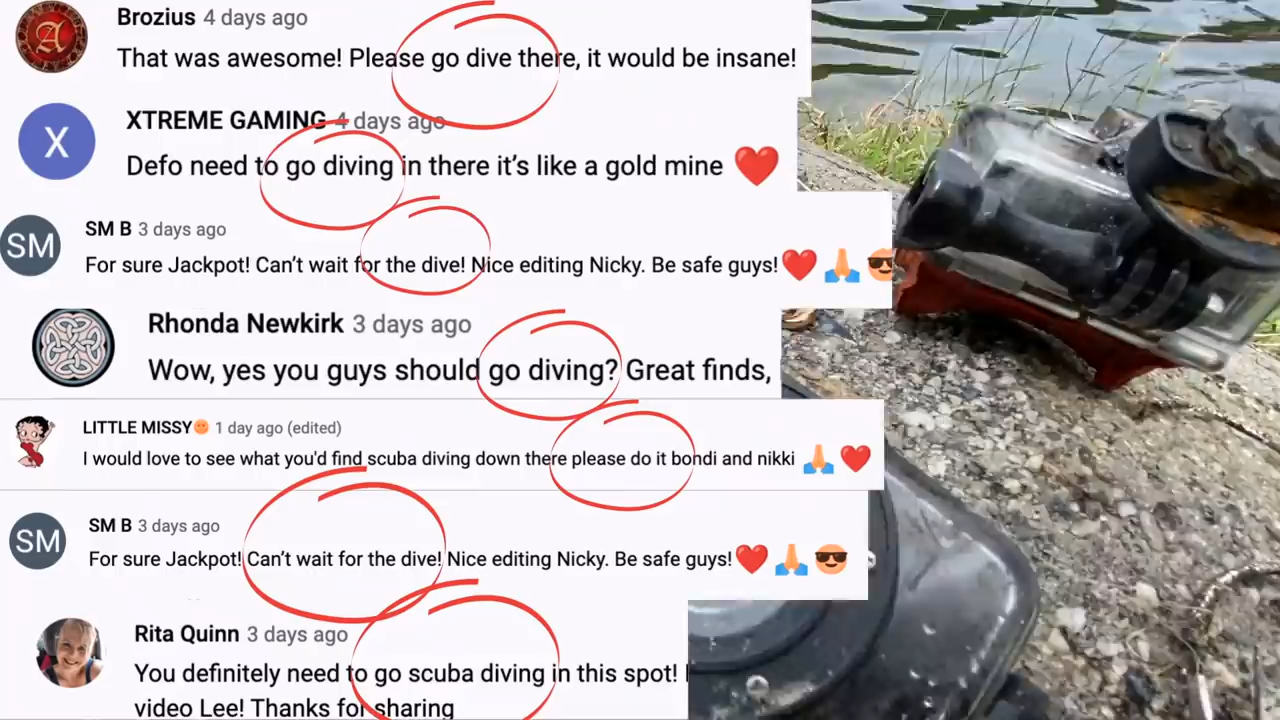 Brozius 4 days ago
That was awesome! Please go dive there, it would be insane!
X
XTREME GAMING 4 days ago
Defo need to go diving in there it's like a gold mine ❤️
SM
SM B 3 days ago
For sure Jackpot! Can't wait for the dive! Nice editing Nicky. Be safe guys!❤️🙏😎
Rhonda Newkirk 3 days ago
Wow, yes you guys should go diving? Great finds,
LITTLE MISSY 1 day ago (edited)
I would love to see what you'd find scuba diving down there please do it bondi and nikki 🙏❤️
SM
SM B 3 days ago
For sure Jackpot! Can't wait for the dive! Nice editing Nicky. Be safe guys!❤️🙏😎
Rita Quinn 3 days ago
You definitely need to go scuba diving in this spot!
video Lee! Thanks for sharing